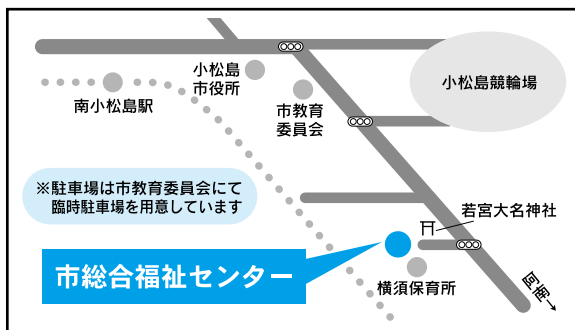 小松島
市役所
小松島競輪場
南小松島駅
市教育
委員会
※駐車場は市教育委員会にて
臨時駐車場を用意しています
若宮大名神社
市総合福祉センター
横須保育所
阿南→